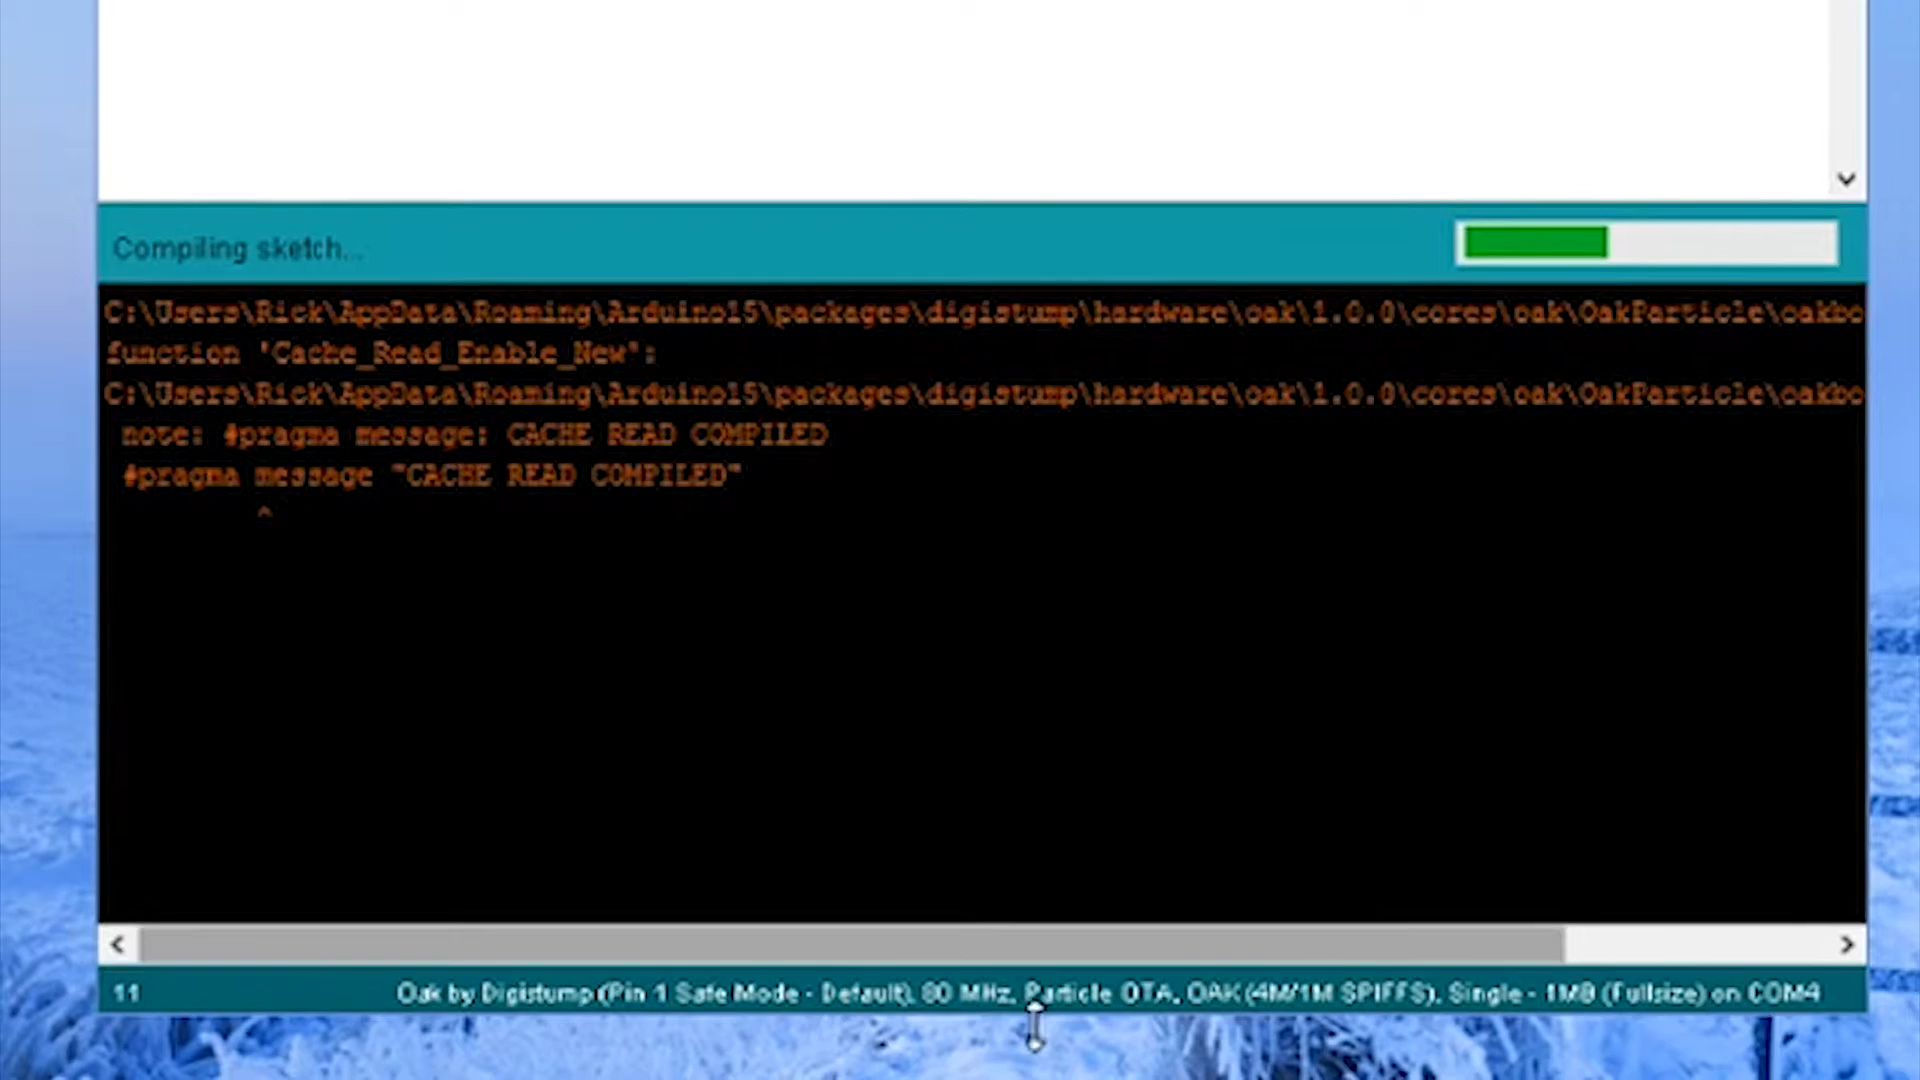 Compiling sketch...
C:\Users\Rick\AppData\Roaming\Arduino15\packages\digistump\hardware\oak\1.0.0\cores\oak\OakParticle\oakbo
function 'Cache_Read_Enable_New':
C:\Users\Rick\AppData\Roaming\Arduino15\packages\digistump\hardware\oak\1.0.0\cores\oak\OakParticle\oakbo
note: #pragma message: CACHE READ COMPILED
#pragma message "CACHE READ COMPILED"
^
11 Oak by Digistump (Pin 1 Safe Mode - Default), 80 MHz, Particle OTA, OAK (4M/1M SPIFFS), Single - 1MB (Fullsize) on COM4